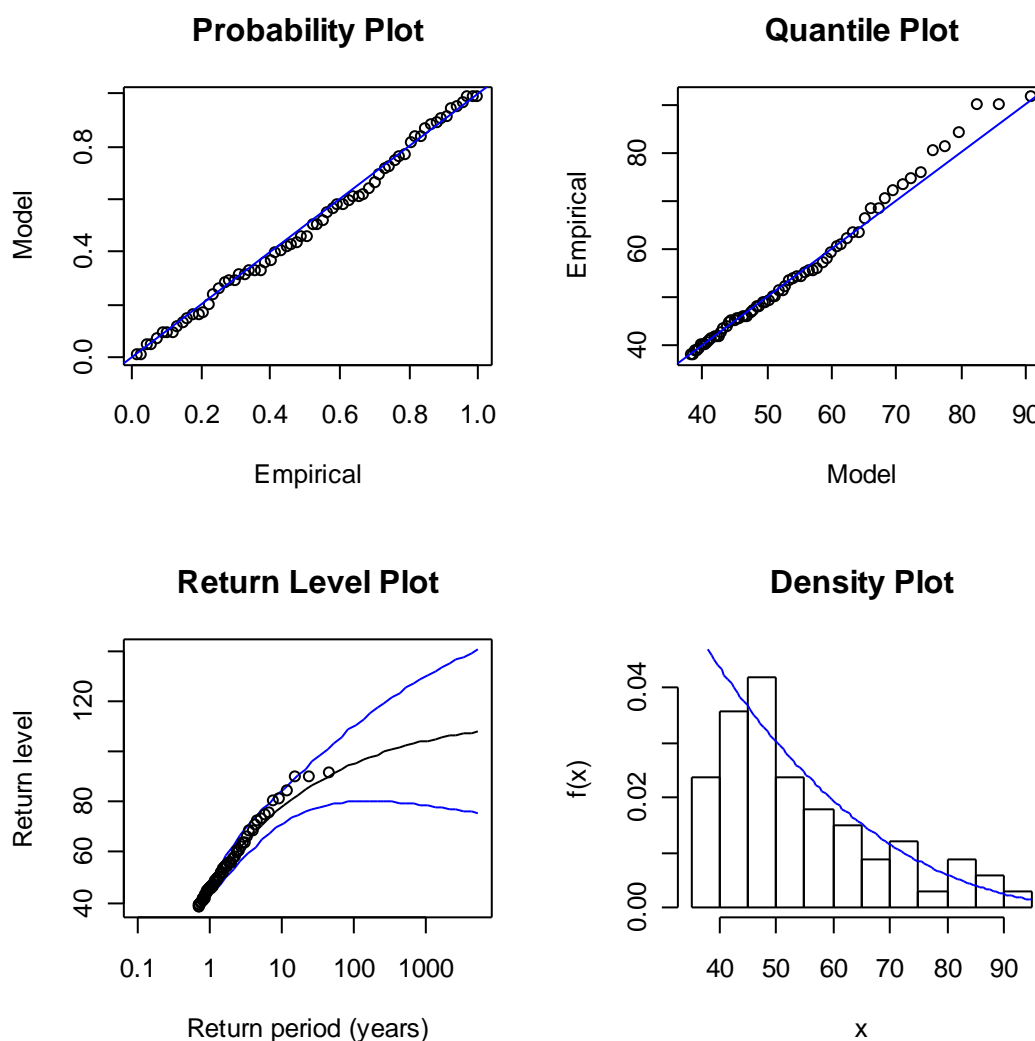 Probability Plot
Model
0.0 0.4 0.8
0.0 0.2 0.4 0.6 0.8 1.0
Empirical
Quantile Plot
Empirical
40 60 80
40 50 60 70 80 90
Model
Return Level Plot
Return level
40 60 80 120
0.1 1 10 100 1000
Return period (years)
Density Plot
f(x)
0.00 0.02 0.04
40 50 60 70 80 90
x